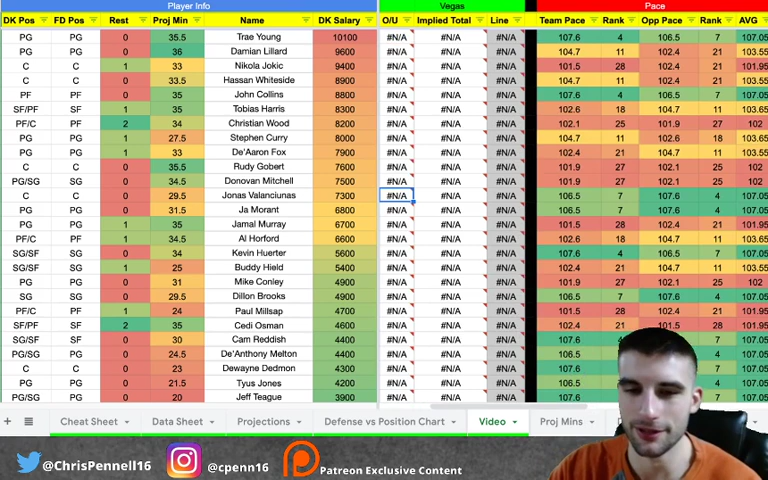 Player Info Vegas Pace
DK Pos FD Pos Rest Proj Min Name DK Salary O/U Implied Total Line Team Pace Rank Opp Pace Rank AVG
PG PG 0 35.5 Trae Young 10100 #N/A #N/A #N/A 107.6 4 106.5 7 107.05
PG PG 0 36 Damian Lillard 9600 #N/A #N/A #N/A 104.7 11 102.4 21 103.55
C C 1 33 Nikola Jokic 9400 #N/A #N/A #N/A 101.5 28 102.4 21 101.95
C C 0 33.5 Hassan Whiteside 8900 #N/A #N/A #N/A 104.7 11 102.4 21 103.55
PF PF 0 35 John Collins 8800 #N/A #N/A #N/A 107.6 4 106.5 7 107.05
SF/PF SF 1 35 Tobias Harris 8300 #N/A #N/A #N/A 102.6 18 104.7 11 103.65
PF/C PF 2 34 Christian Wood 8200 #N/A #N/A #N/A 102.1 25 101.9 27 102
PG PG 1 27.5 Stephen Curry 8000 #N/A #N/A #N/A 104.7 11 102.6 18 103.65
PG PG 1 33 De'Aaron Fox 7900 #N/A #N/A #N/A 102.4 21 104.7 11 103.55
C C 0 35.5 Rudy Gobert 7600 #N/A #N/A #N/A 101.9 27 102.1 25 102
PG/SG SG 0 34.5 Donovan Mitchell 7500 #N/A #N/A #N/A 101.9 27 102.1 25 102
C C 0 29.5 Jonas Valanciunas 7300 #N/A #N/A #N/A 106.5 7 107.6 4 107.05
PG PG 0 31.5 Ja Morant 6800 #N/A #N/A #N/A 106.5 7 107.6 4 107.05
PG PG 1 35 Jamal Murray 6700 #N/A #N/A #N/A 101.5 28 102.4 21 101.95
PF/C PF 1 34.5 Al Horford 6600 #N/A #N/A #N/A 102.6 18 104.7 11 103.65
SG/SF SF 0 34 Kevin Huerter 5600 #N/A #N/A #N/A 107.6 4 106.5 7 107.05
SG/SF SG 1 25 Buddy Hield 5400 #N/A #N/A #N/A 102.4 21 104.7 11 103.55
PG PG 0 31 Mike Conley 4900 #N/A #N/A #N/A 101.9 27 102.1 25 102
SG SG 0 29.5 Dillon Brooks 4900 #N/A #N/A #N/A 106.5 7 107.6 4 107.05
PF/C PF 1 24 Paul Millsap 4700 #N/A #N/A #N/A 101.5 28 102.4 21 101.95
SF/PF SF 2 35 Cedi Osman 4600 #N/A #N/A #N/A 102.4 21 101.5 28 101.95
SG/SF SF 0 30 Cam Reddish 4400 #N/A #N/A #N/A 107.6 7 107.05
PG/SG PG 0 24.5 De'Anthony Melton 4400 #N/A #N/A #N/A 106.5 4 107.05
C C 0 23 Dewayne Dedmon 4300 #N/A #N/A #N/A 107.6 7 107.05
PG PG 0 21.5 Tyus Jones 4200 #N/A #N/A #N/A 106.5 4 107.05
PG/SG PG 0 20 Jeff Teague 3900 #N/A #N/A #N/A 107.6 7 107.05
+ Cheat Sheet Data Sheet Projections Defense vs Position Chart Video Proj Mins
@ChrisPennell16 @cpenn16 Patreon Exclusive Content